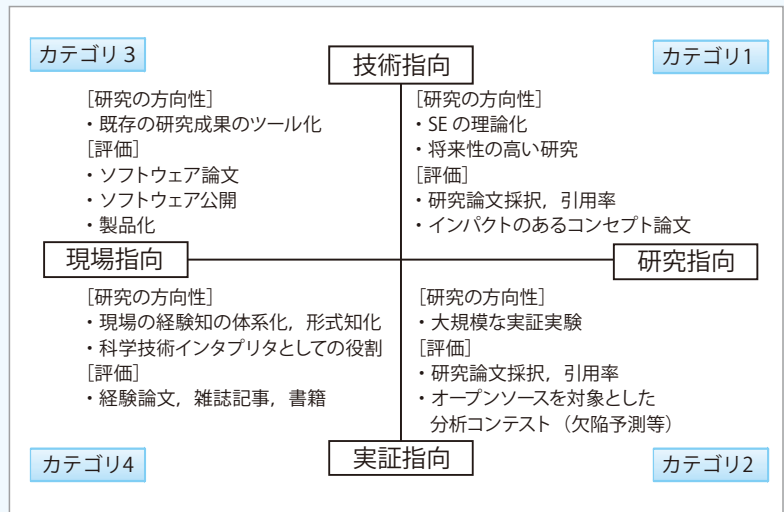 カテゴリ3
技術指向
カテゴリ1
[研究の方向性]
・既存の研究成果のツール化
[評価]
・ソフトウェア論文
・ソフトウェア公開
・製品化
[研究の方向性]
・SE の理論化
・将来性の高い研究
[評価]
・研究論文採択，引用率
・インパクトのあるコンセプト論文
現場指向
研究指向
[研究の方向性]
・現場の経験知の体系化，形式知化
・科学技術インタプリタとしての役割
[評価]
・経験論文，雑誌記事，書籍
[研究の方向性]
・大規模な実証実験
[評価]
・研究論文採択，引用率
・オープンソースを対象とした
分析コンテスト（欠陥予測等）
カテゴリ4
実証指向
カテゴリ2